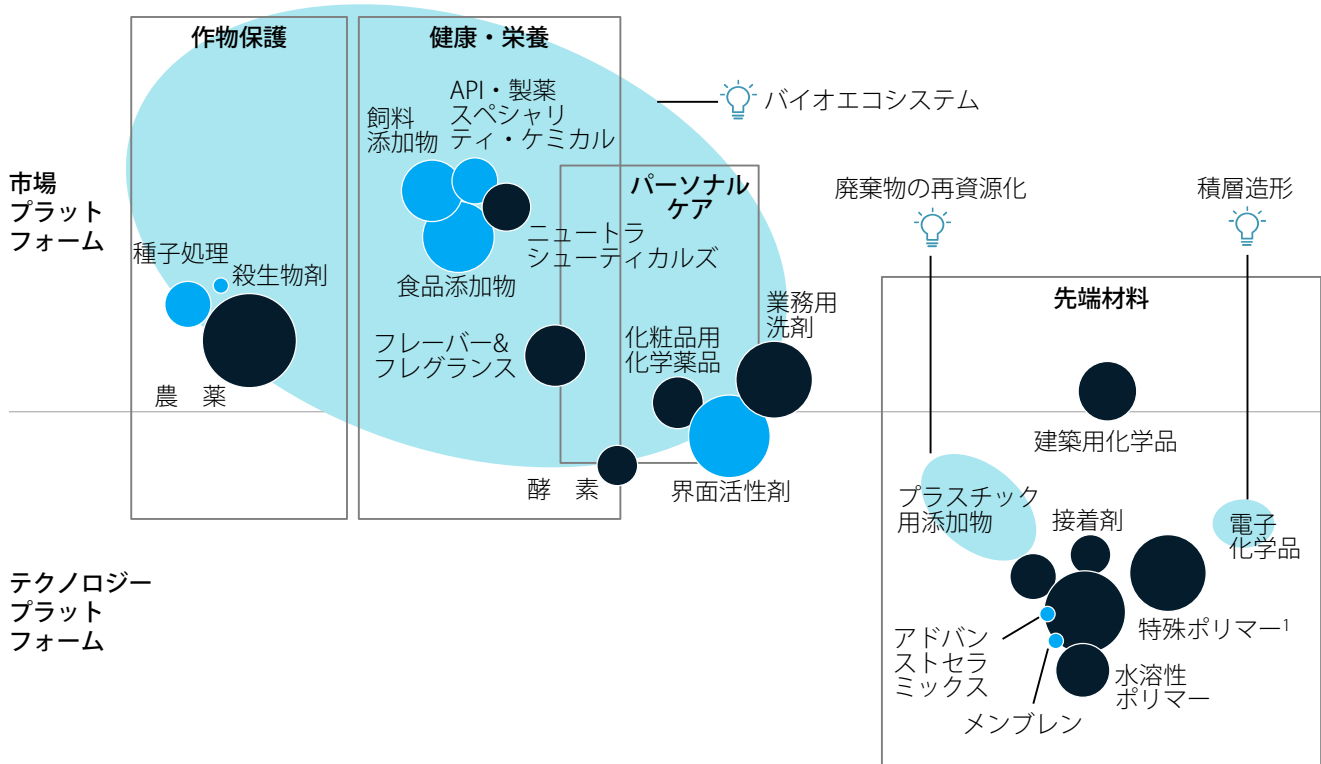 作物保護
健康・栄養
API・製薬
スペシャリ
ティ・ケミカル
飼料
添加物
バイオエコシステム
市場
プラット
フォーム
パーソナル
ケア
廃棄物の再資源化
積層造形
ニュートラ
シューティカルズ
種子処理
殺生物剤
食品添加物
業務用
洗剤
先端材料
フレーバー&
フレグランス
化粧品用
化学薬品
農　薬
建築用化学品
酵　素
界面活性剤
プラスチック
用添加物
接着剤
電子
化学品
テクノロジー
プラット
フォーム
特殊ポリマー1
アドバン
ストセラ
ミックス
水溶性
ポリマー
メンブレン